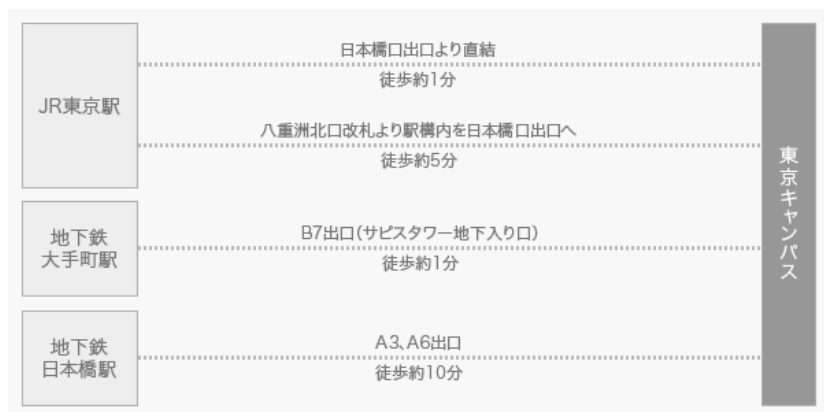 JR東京駅
日本橋口出口より直結
徒歩約1分
八重洲北口改札より駅構内を日本橋口出口へ
徒歩約5分
地下鉄
大手町駅
B7出口(サピスタワー地下入り口)
徒歩約1分
地下鉄
日本橋駅
A3、A6出口
徒歩約10分
東京キャンパス